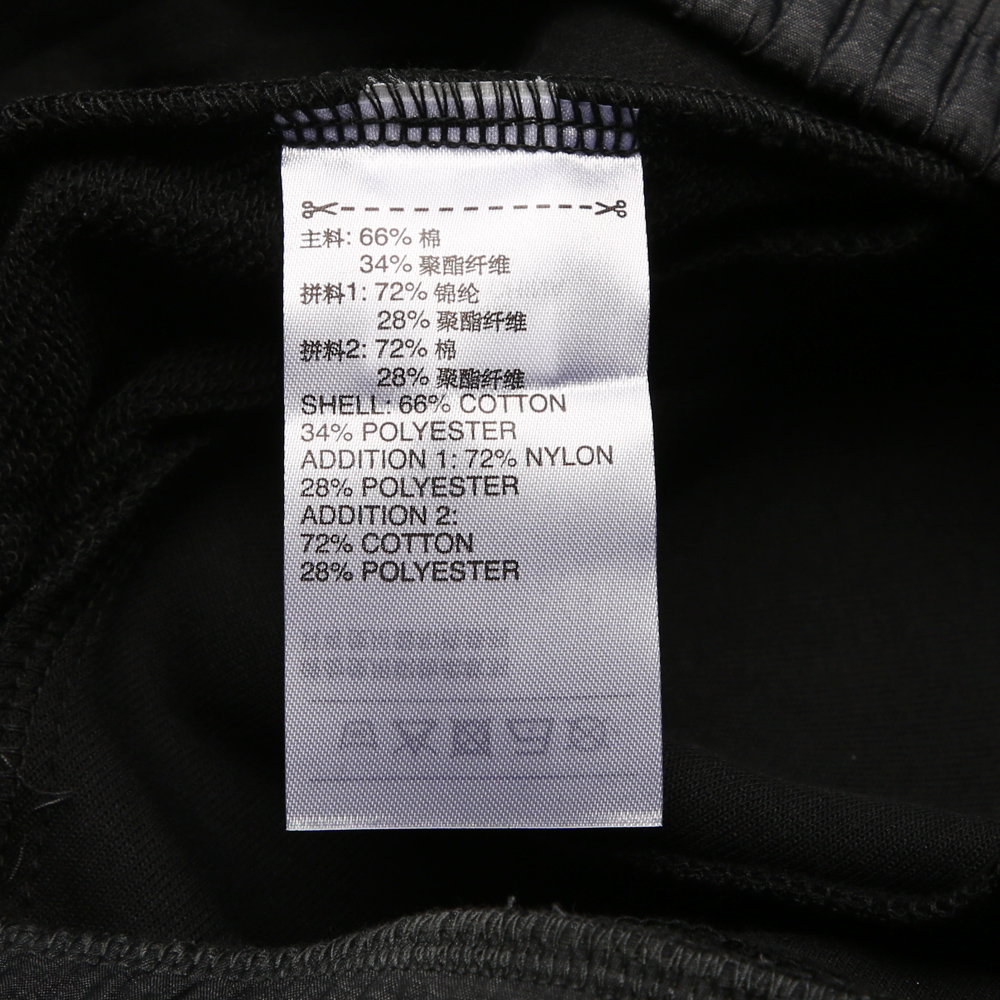 主料: 66% 棉
34% 聚酯纤维
拼料1: 72% 锦纶
28% 聚酯纤维
拼料2: 72% 棉
28% 聚酯纤维
SHELL: 66% COTTON
34% POLYESTER
ADDITION 1: 72% NYLON
28% POLYESTER
ADDITION 2:
72% COTTON
28% POLYESTER